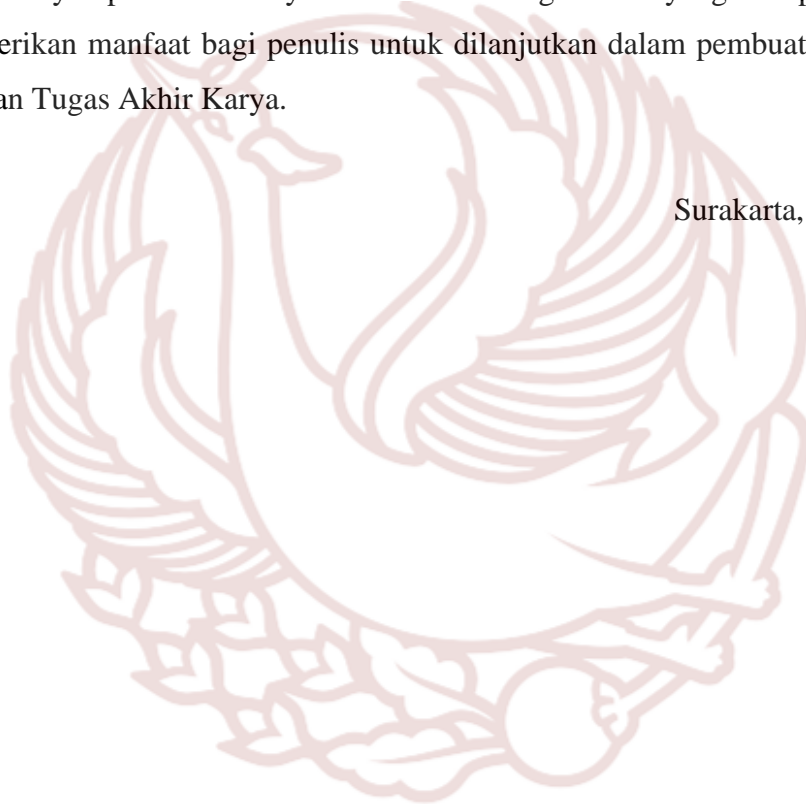 erikan manfaat bagi penulis untuk dilanjutkan dalam pembuat
an Tugas Akhir Karya.
Surakarta,